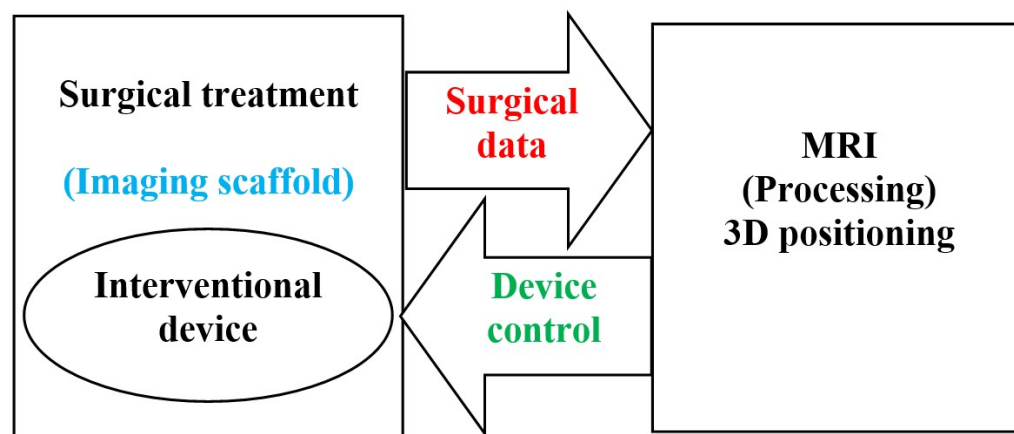 Surgical treatment
(Imaging scaffold)
Interventional
device
Surgical
data
Device
control
MRI
(Processing)
3D positioning